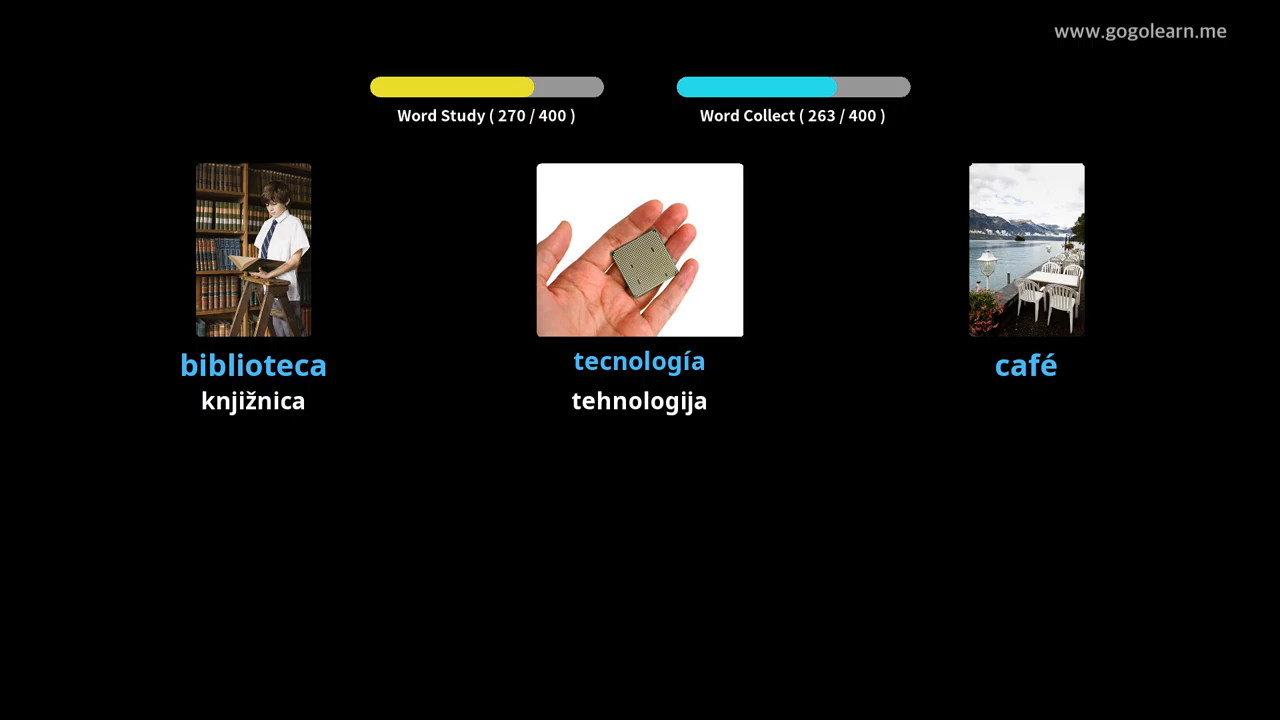 www.gogolearn.me
Word Study ( 270 / 400 )
Word Collect ( 263 / 400 )
biblioteca
knjižnica
tecnología
tehnologija
café